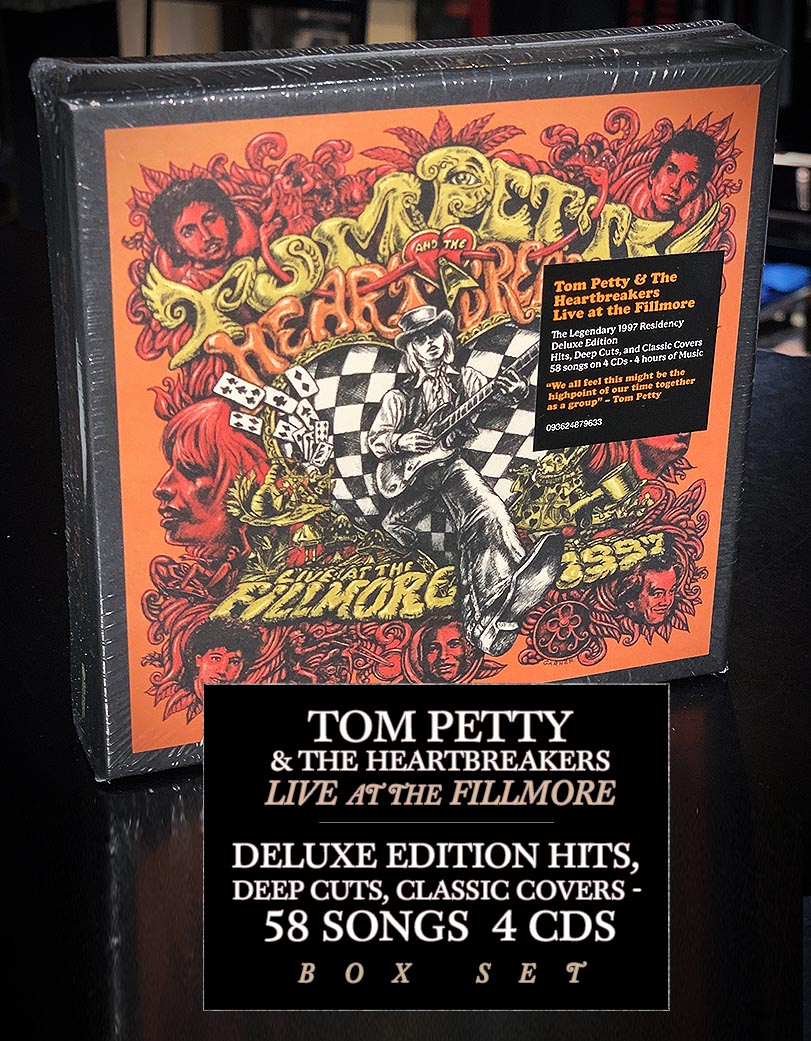 TOM PETTY
AND THE
HEARTBRE
Tom Petty & The
Heartbreakers
Live at the Fillmore
The Legendary 1997 Residency
Deluxe Edition
Hits, Deep Cuts, and Classic Covers
58 songs on 4 CDs - 4 hours of Music
"We all feel this might be the
highpoint of our time together
as a group" – Tom Petty
093624879633
LIVE AT THE
FILLMORE
1997
TOM PETTY
& THE HEARTBREAKERS
LIVE AT THE FILLMORE
DELUXE EDITION HITS,
DEEP CUTS, CLASSIC COVERS -
58 SONGS 4 CDS
BOX SET